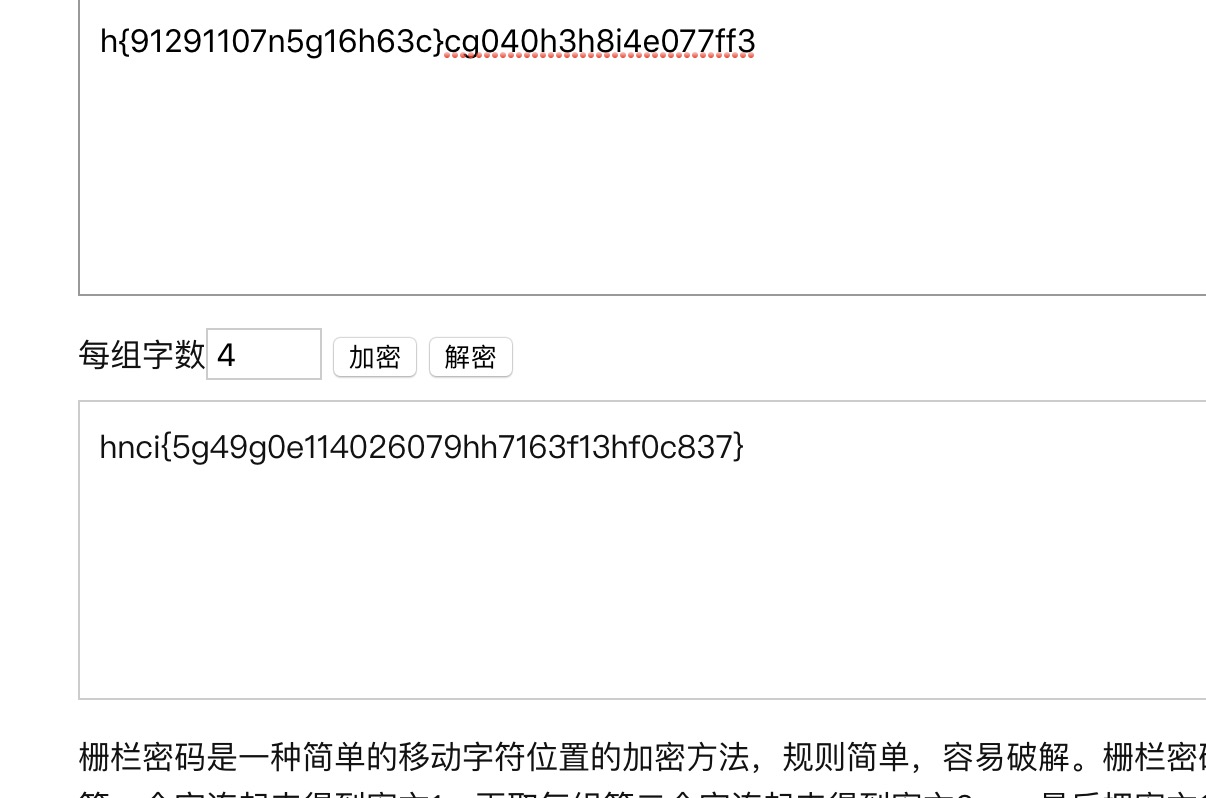 h{91291107n5g16h63c}cg040h3h8i4e077ff3
每组字数 4 加密 解密
hnci{5g49g0e114026079hh7163f13hf0c837}
栅栏密码是一种简单的移动字符位置的加密方法，规则简单，容易破解。栅栏密